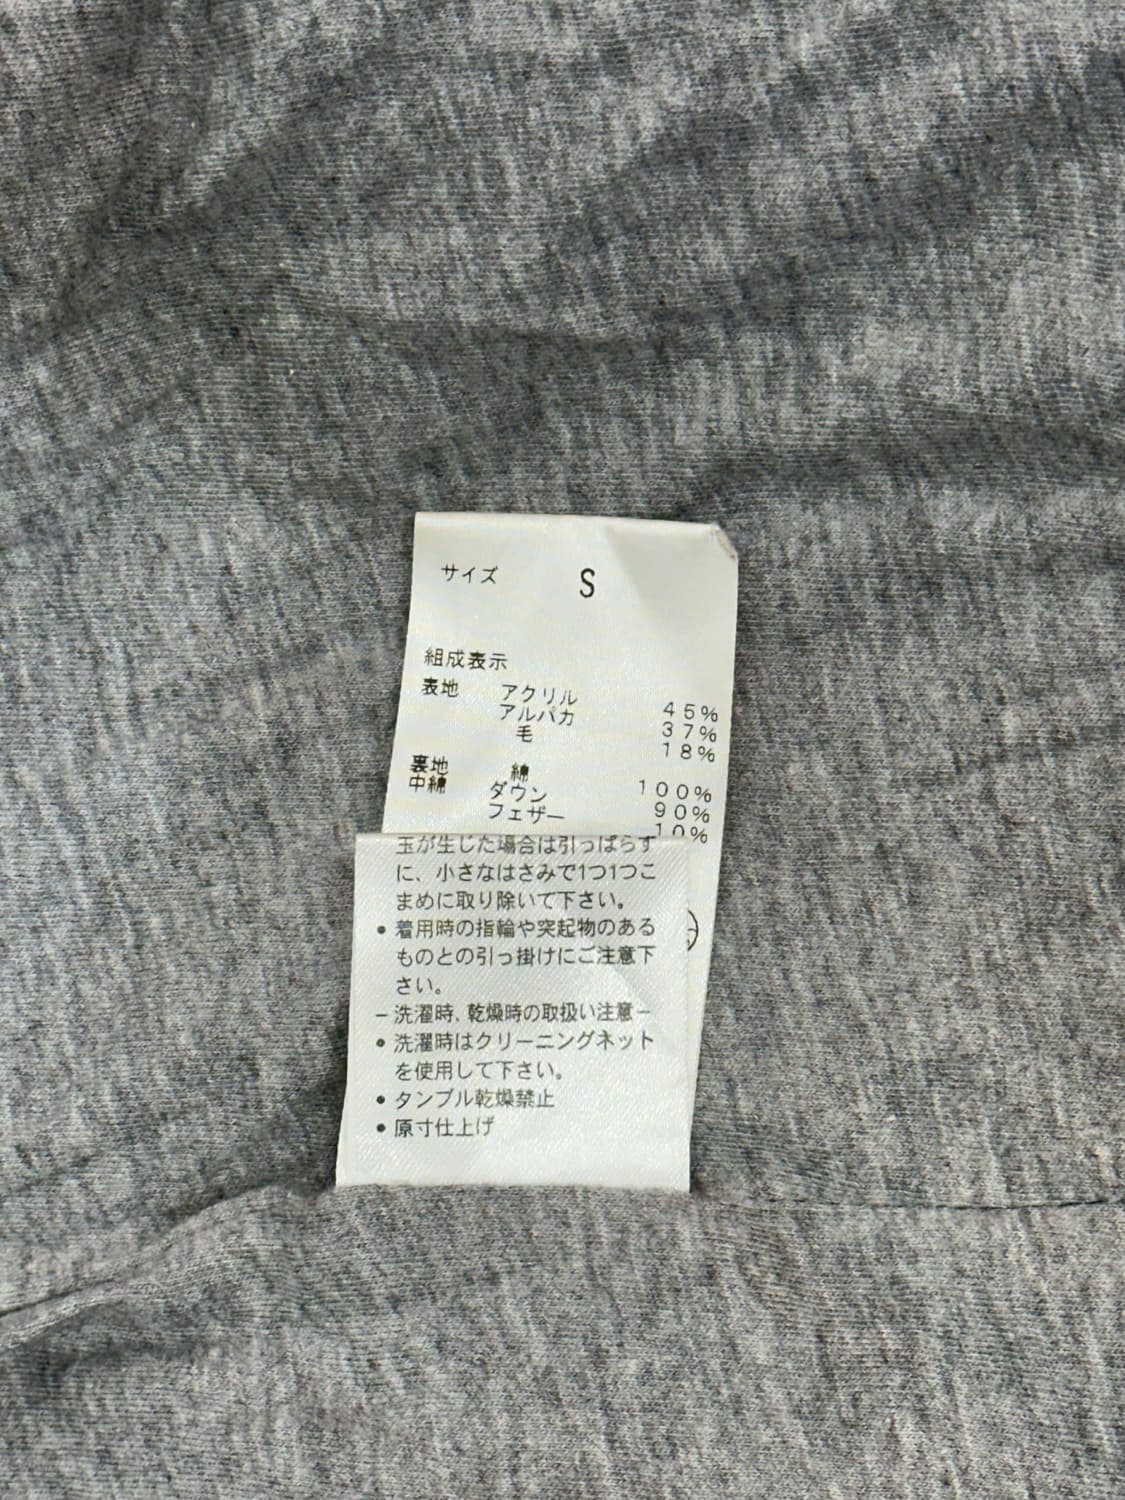 サイズ S
組成表示
表地 アクリル 45%
アルパカ 37%
毛 18%
裏地 綿 100%
中綿 ダウン 90%
フェザー 10%
玉が生じた場合は引っぱらず
に、小さなはさみで1つ1つこ
まめに取り除いて下さい。
● 着用時の指輪や突起物のある
ものとの引っ掛けにご注意下
さい。
－洗濯時、乾燥時の取扱い注意－
● 洗濯時はクリーニングネット
を使用して下さい。
● タンブル乾燥禁止
● 原寸仕上げ